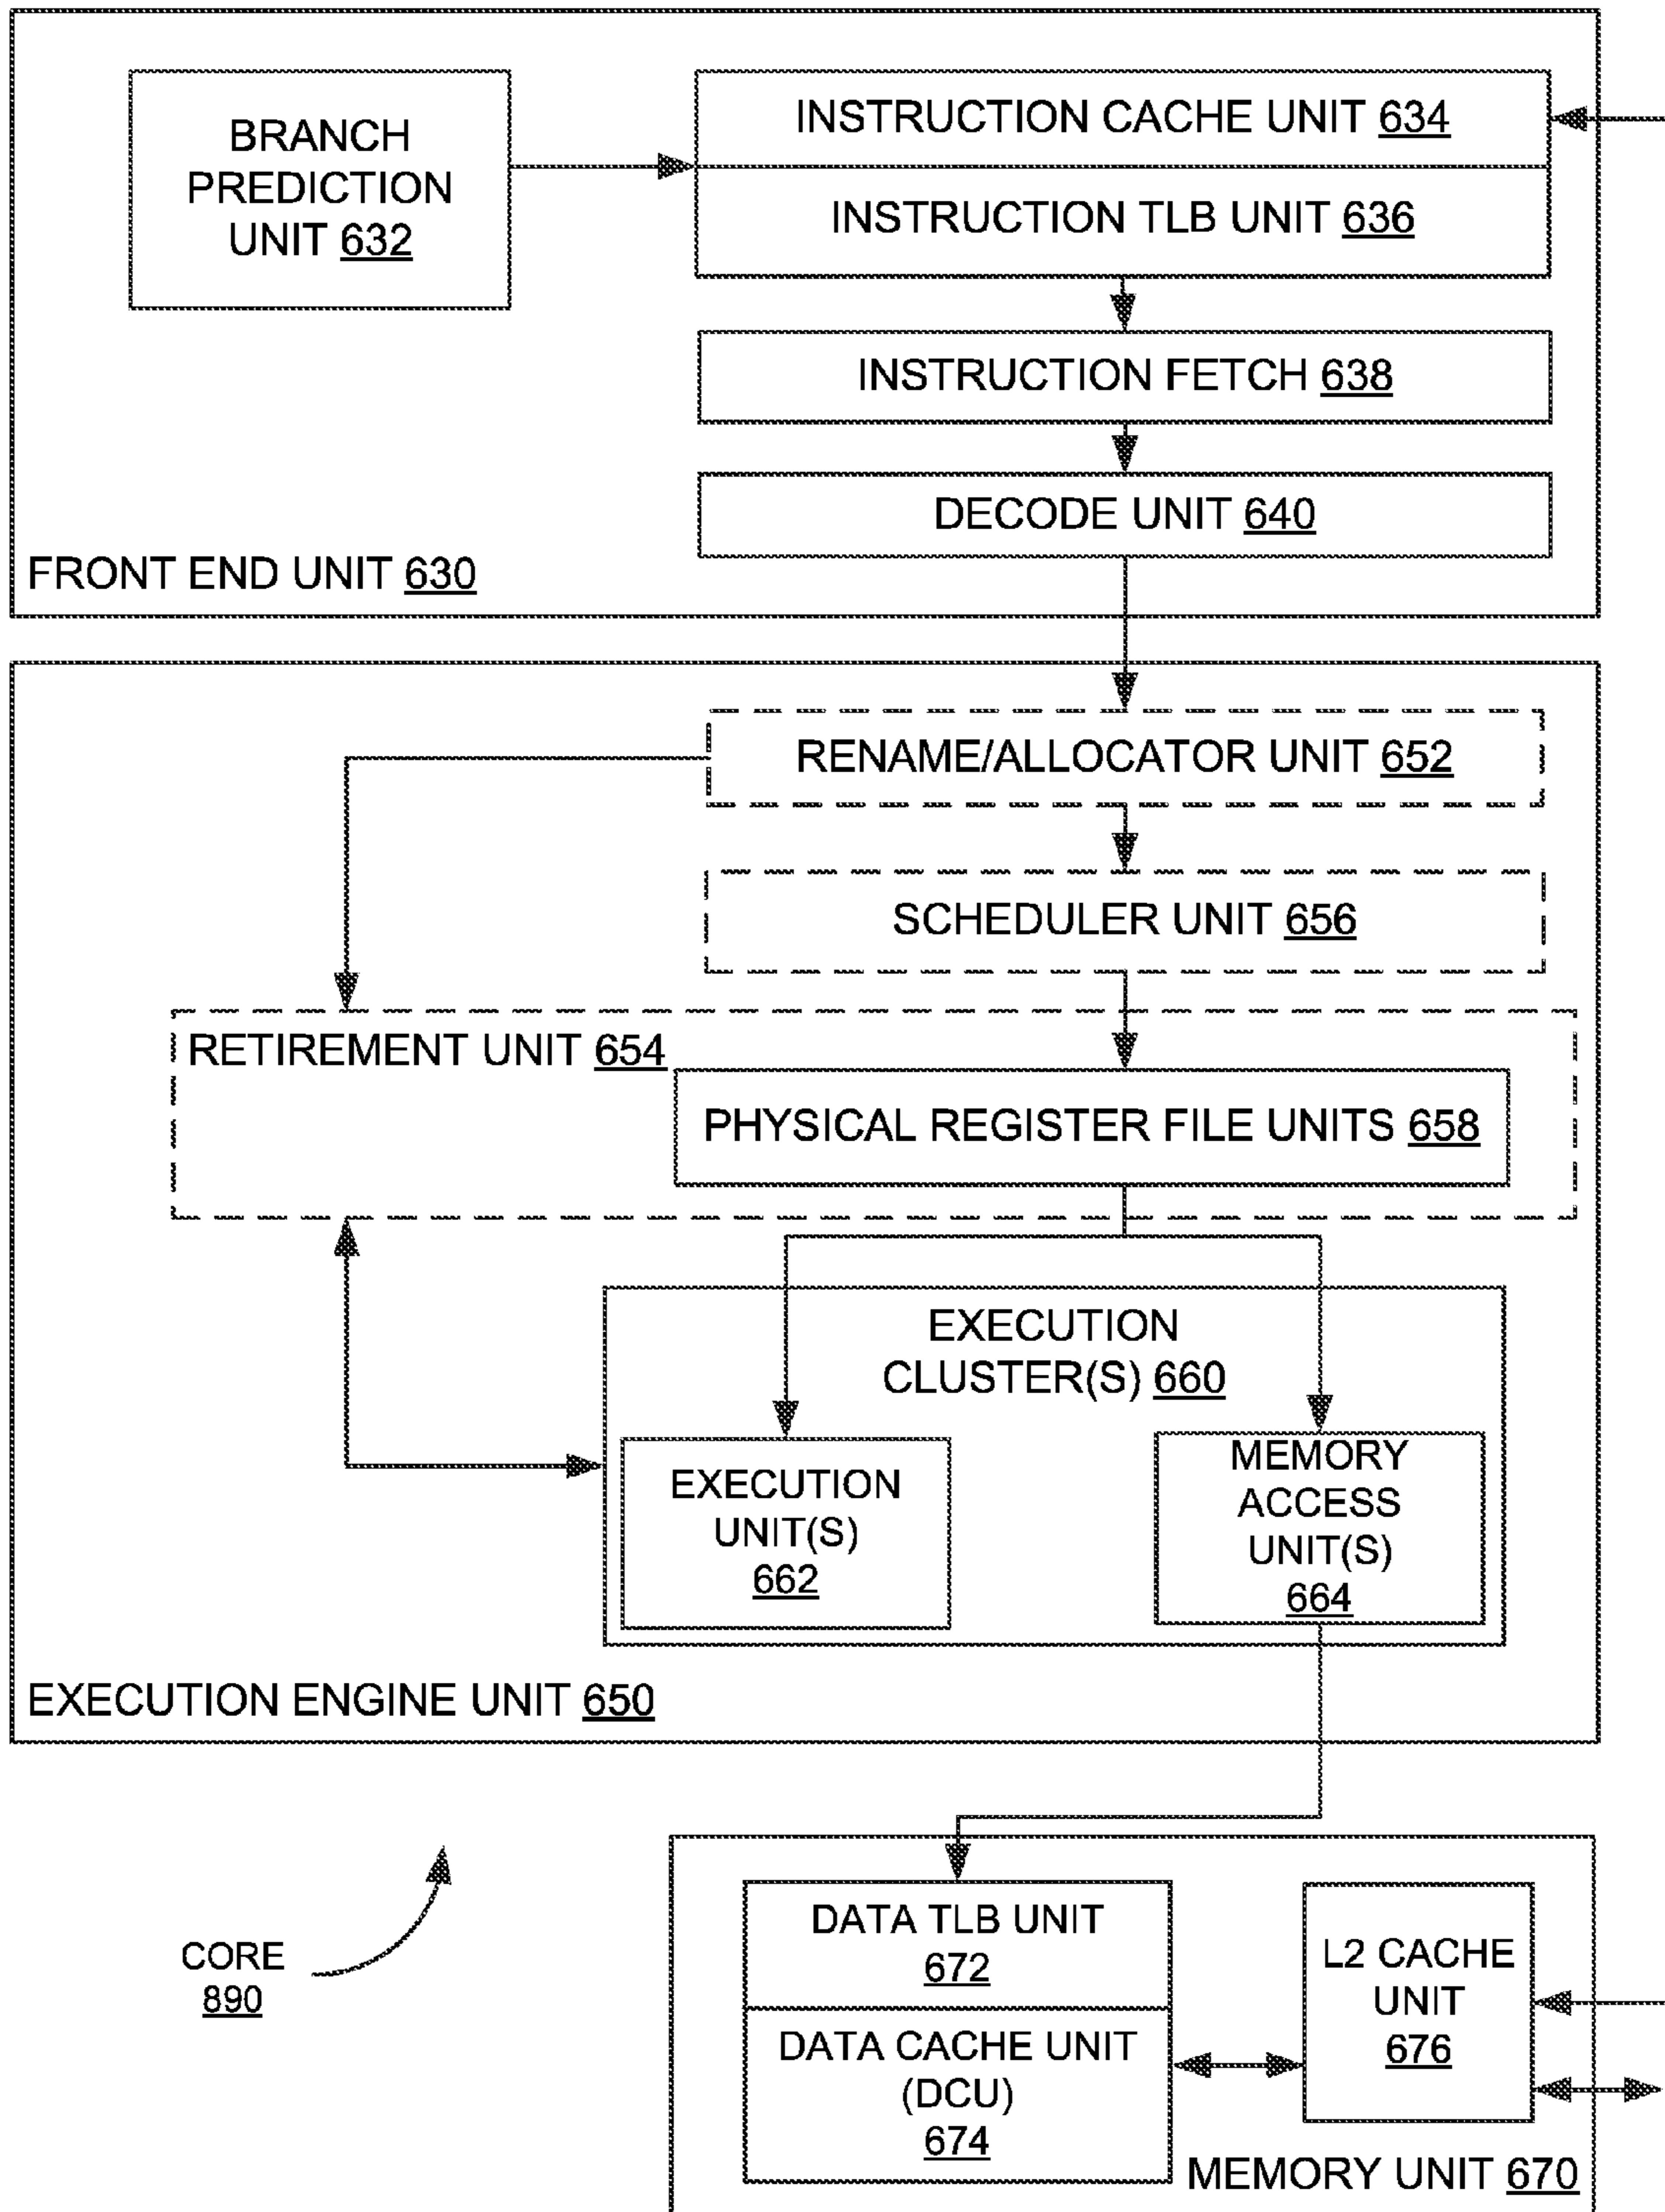 BRANCH
PREDICTION
UNIT 632
INSTRUCTION CACHE UNIT 634
INSTRUCTION TLB UNIT 636
INSTRUCTION FETCH 638
DECODE UNIT 640
FRONT END UNIT 630
RENAME/ALLOCATOR UNIT 652
SCHEDULER UNIT 656
RETIREMENT UNIT 654
PHYSICAL REGISTER FILE UNITS 658
EXECUTION
CLUSTER(S) 660
EXECUTION
UNIT(S)
662
MEMORY
ACCESS
UNIT(S)
664
EXECUTION ENGINE UNIT 650
CORE
890
DATA TLB UNIT
672
DATA CACHE UNIT
(DCU)
674
L2 CACHE
UNIT
676
MEMORY UNIT 670